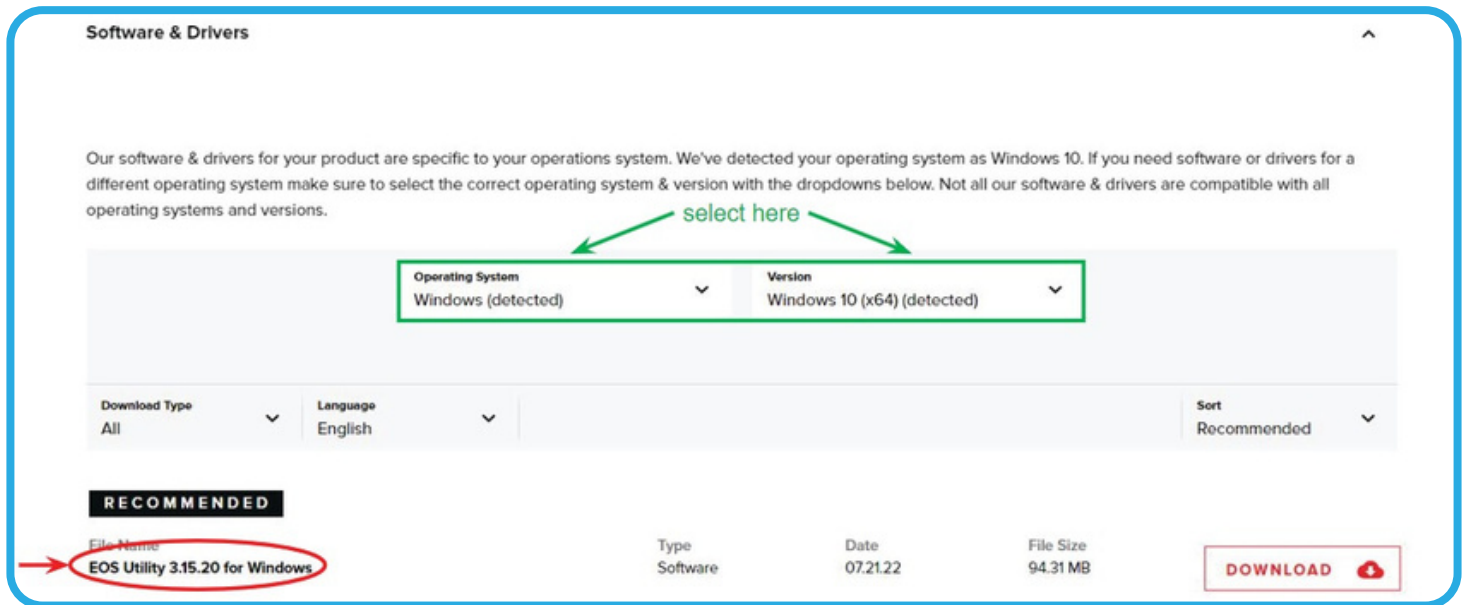 Software & Drivers
Our software & drivers for your product are specific to your operations system. We've detected your operating system as Windows 10. If you need software or drivers for a
different operating system make sure to select the correct operating system & version with the dropdowns below. Not all our software & drivers are compatible with all
operating systems and versions.
select here
Operating System
Windows (detected)
Version
Windows 10 (x64) (detected)
Download Type
All
Language
English
Sort
Recommended
RECOMMENDED
File Name
EOS Utility 3.15.20 for Windows
Type
Software
Date
07.21.22
File Size
94.31 MB
DOWNLOAD